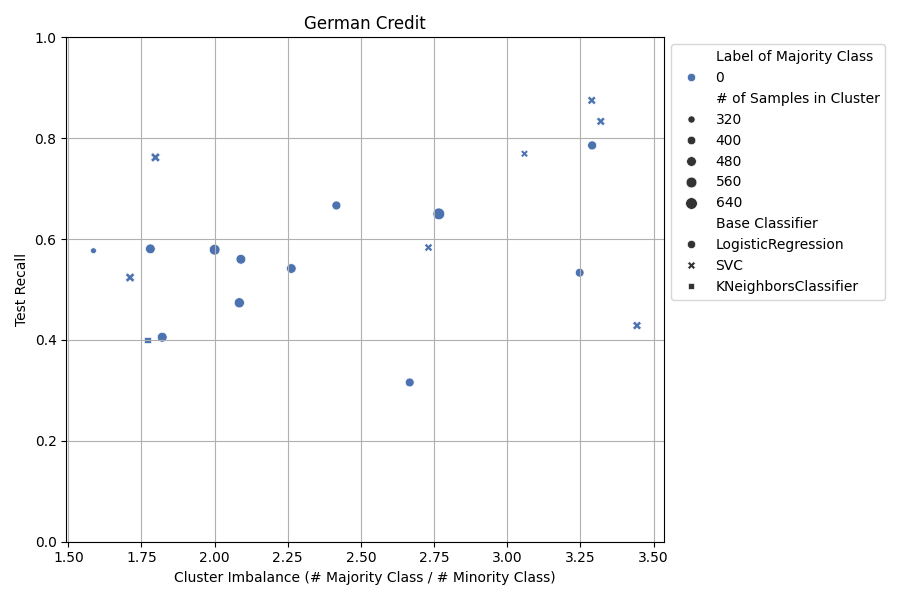 German Credit
1.0
0.8
0.6
0.4
0.2
0.0
Test Recall
1.50
1.75
2.00
2.25
2.50
2.75
3.00
3.25
3.50
Cluster Imbalance (# Majority Class / # Minority Class)
Label of Majority Class
0
# of Samples in Cluster
320
400
480
560
640
Base Classifier
LogisticRegression
SVC
KNeighborsClassifier